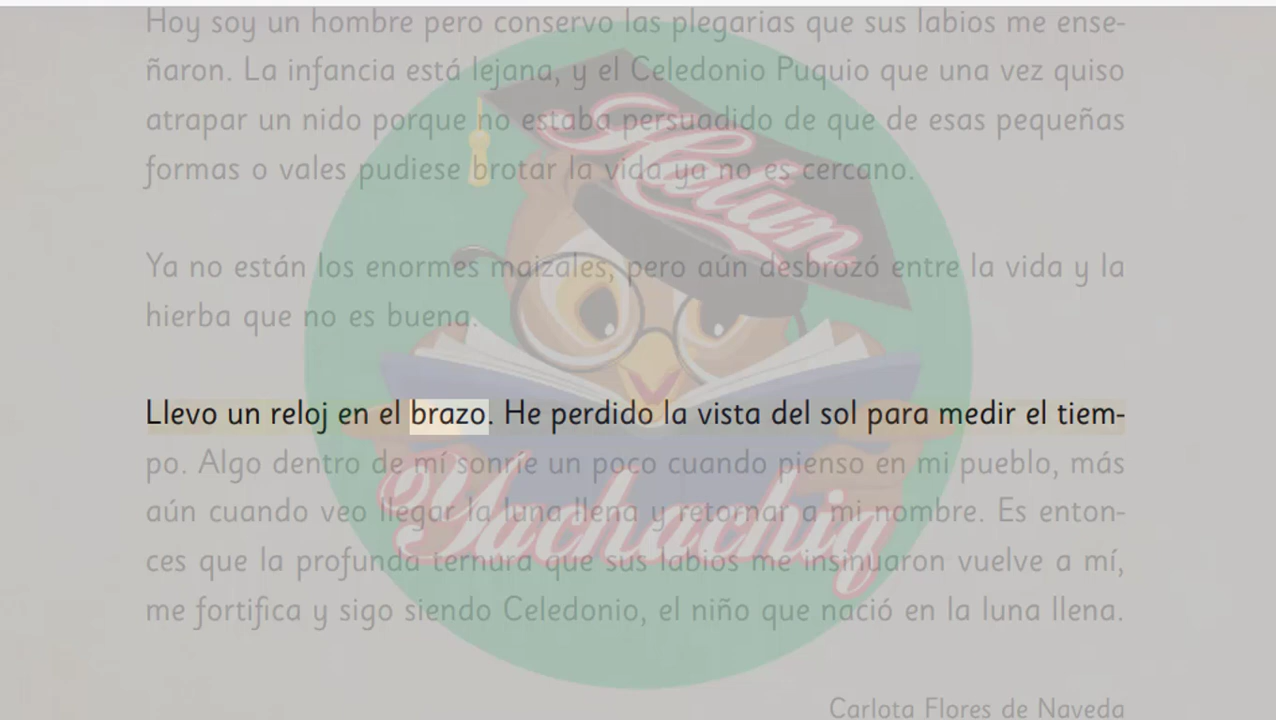 Hoy soy un hombre pero conservo las plegarias que sus labios me ense-
ñaron. La infancia está lejana, y el Celedonio Puquio que una vez quiso
atrapar un nido porque no estaba persuadido de que de esas pequeñas
formas o vales pudiese brotar la vida ya no es cercano.
Hatun
Ya no están los enormes maizales, pero aún desbrozó entre la vida y la
hierba que no es buena.
Llevo un reloj en el brazo. He perdido la vista del sol para medir el tiem-
po. Algo dentro de mí sonríe un poco cuando pienso en mi pueblo, más
aún cuando veo llegar la luna llena y retornar a mi nombre. Es enton-
Yachachiq
ces que la profunda ternura que sus labios me insinuaron vuelve a mí,
me fortifica y sigo siendo Celedonio, el niño que nació en la luna llena.
Carlota Flores de Naveda